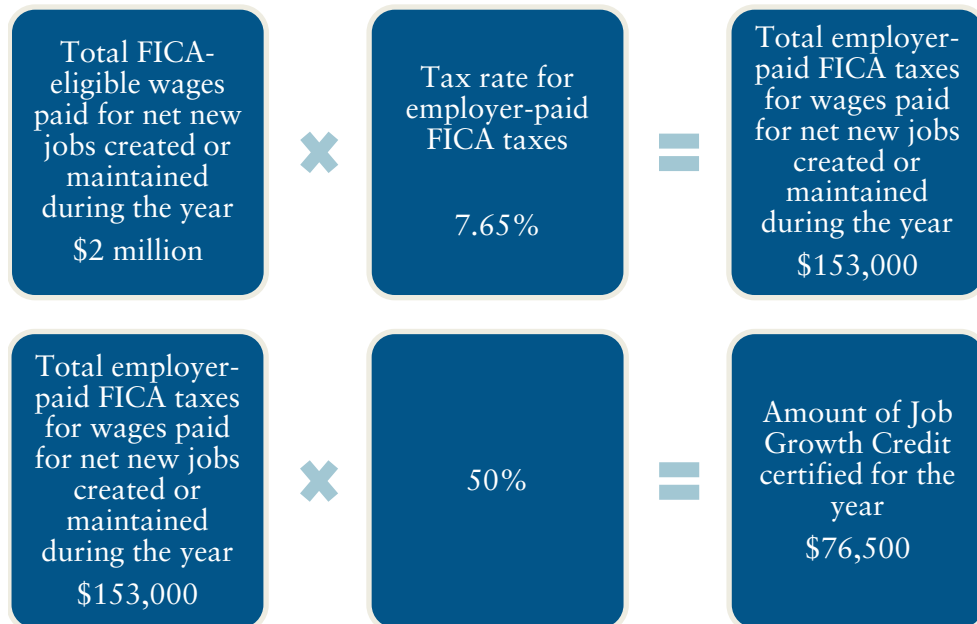 Total FICA-
eligible wages
paid for net new
jobs created or
maintained
during the year
$2 million
Tax rate for
employer-paid
FICA taxes
7.65%
Total employer-
paid FICA taxes
for wages paid
for net new jobs
created or
maintained
during the year
$153,000
Total employer-
paid FICA taxes
for wages paid
for net new jobs
created or
maintained
during the year
$153,000
50%
Amount of Job
Growth Credit
certified for the
year
$76,500